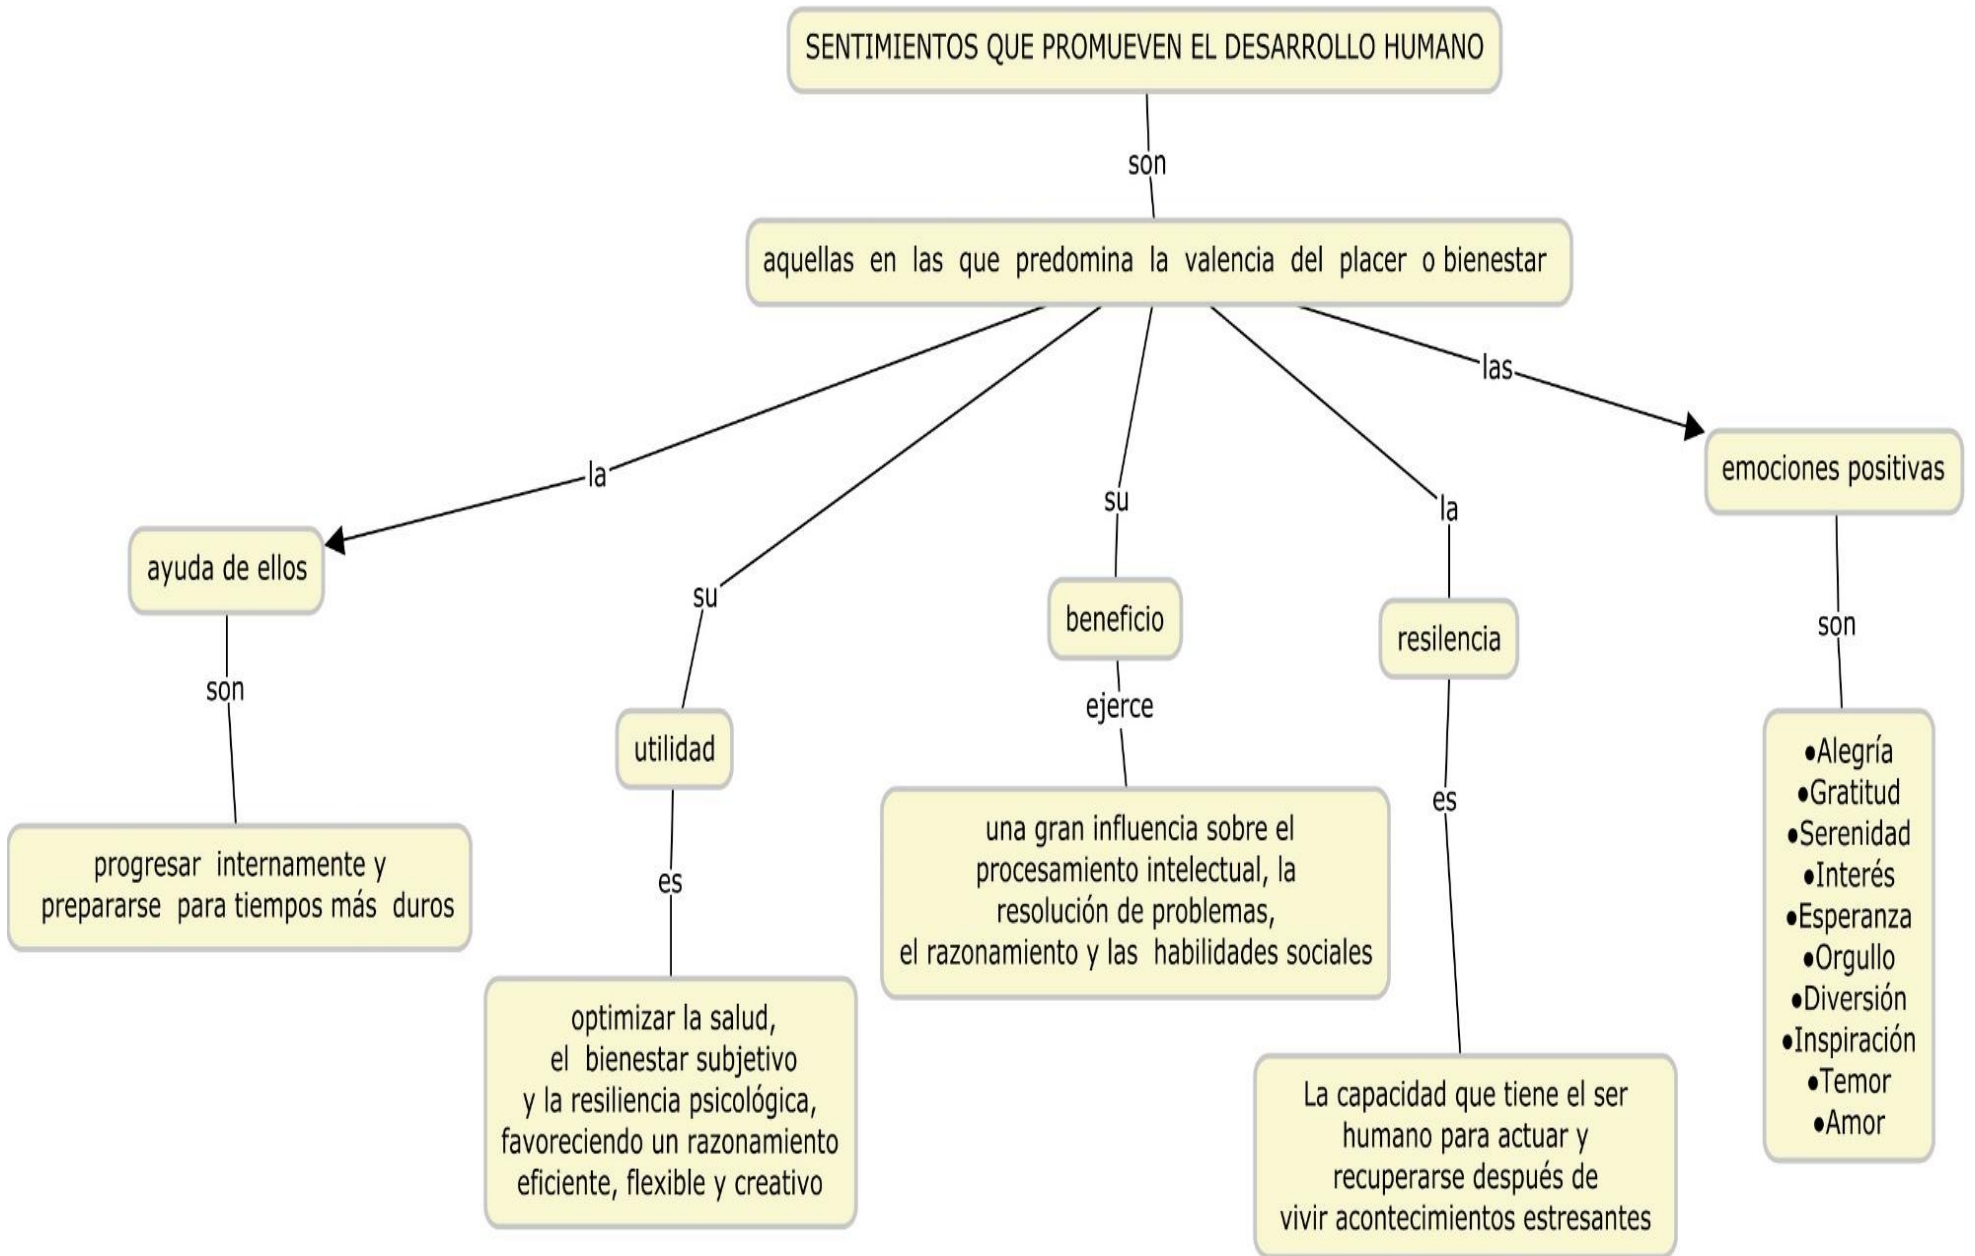 SENTIMIENTOS QUE PROMUEVEN EL DESARROLLO HUMANO
son
aquellas en las que predomina la valencia del placer o bienestar
la
ayuda de ellos
son
progresar internamente y
prepararse para tiempos más duros
su
utilidad
es
optimizar la salud,
el bienestar subjetivo
y la resiliencia psicológica,
favoreciendo un razonamiento
eficiente, flexible y creativo
su
beneficio
ejerce
una gran influencia sobre el
procesamiento intelectual, la
resolución de problemas,
el razonamiento y las habilidades sociales
la
resilencia
es
La capacidad que tiene el ser
humano para actuar y
recuperarse después de
vivir acontecimientos estresantes
las
emociones positivas
son
•Alegría
•Gratitud
•Serenidad
•Interés
•Esperanza
•Orgullo
•Diversión
•Inspiración
•Temor
•Amor